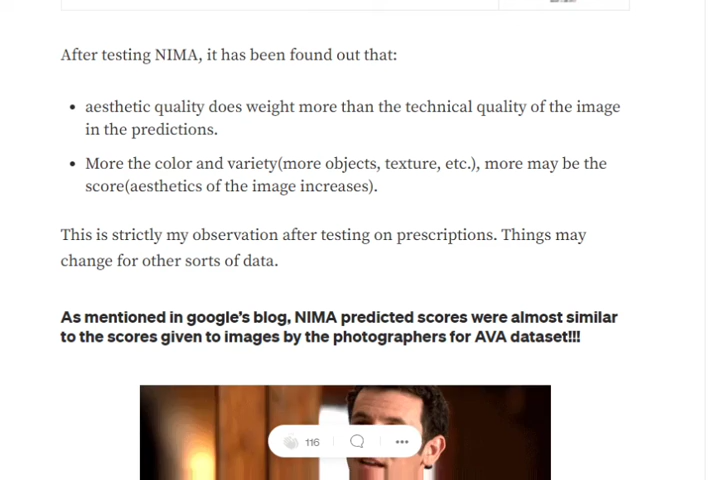 After testing NIMA, it has been found out that:
• aesthetic quality does weight more than the technical quality of the image
in the predictions.
• More the color and variety(more objects, texture, etc.), more may be the
score(aesthetics of the image increases).
This is strictly my observation after testing on prescriptions. Things may
change for other sorts of data.
As mentioned in google's blog, NIMA predicted scores were almost similar
to the scores given to images by the photographers for AVA dataset!!!
116